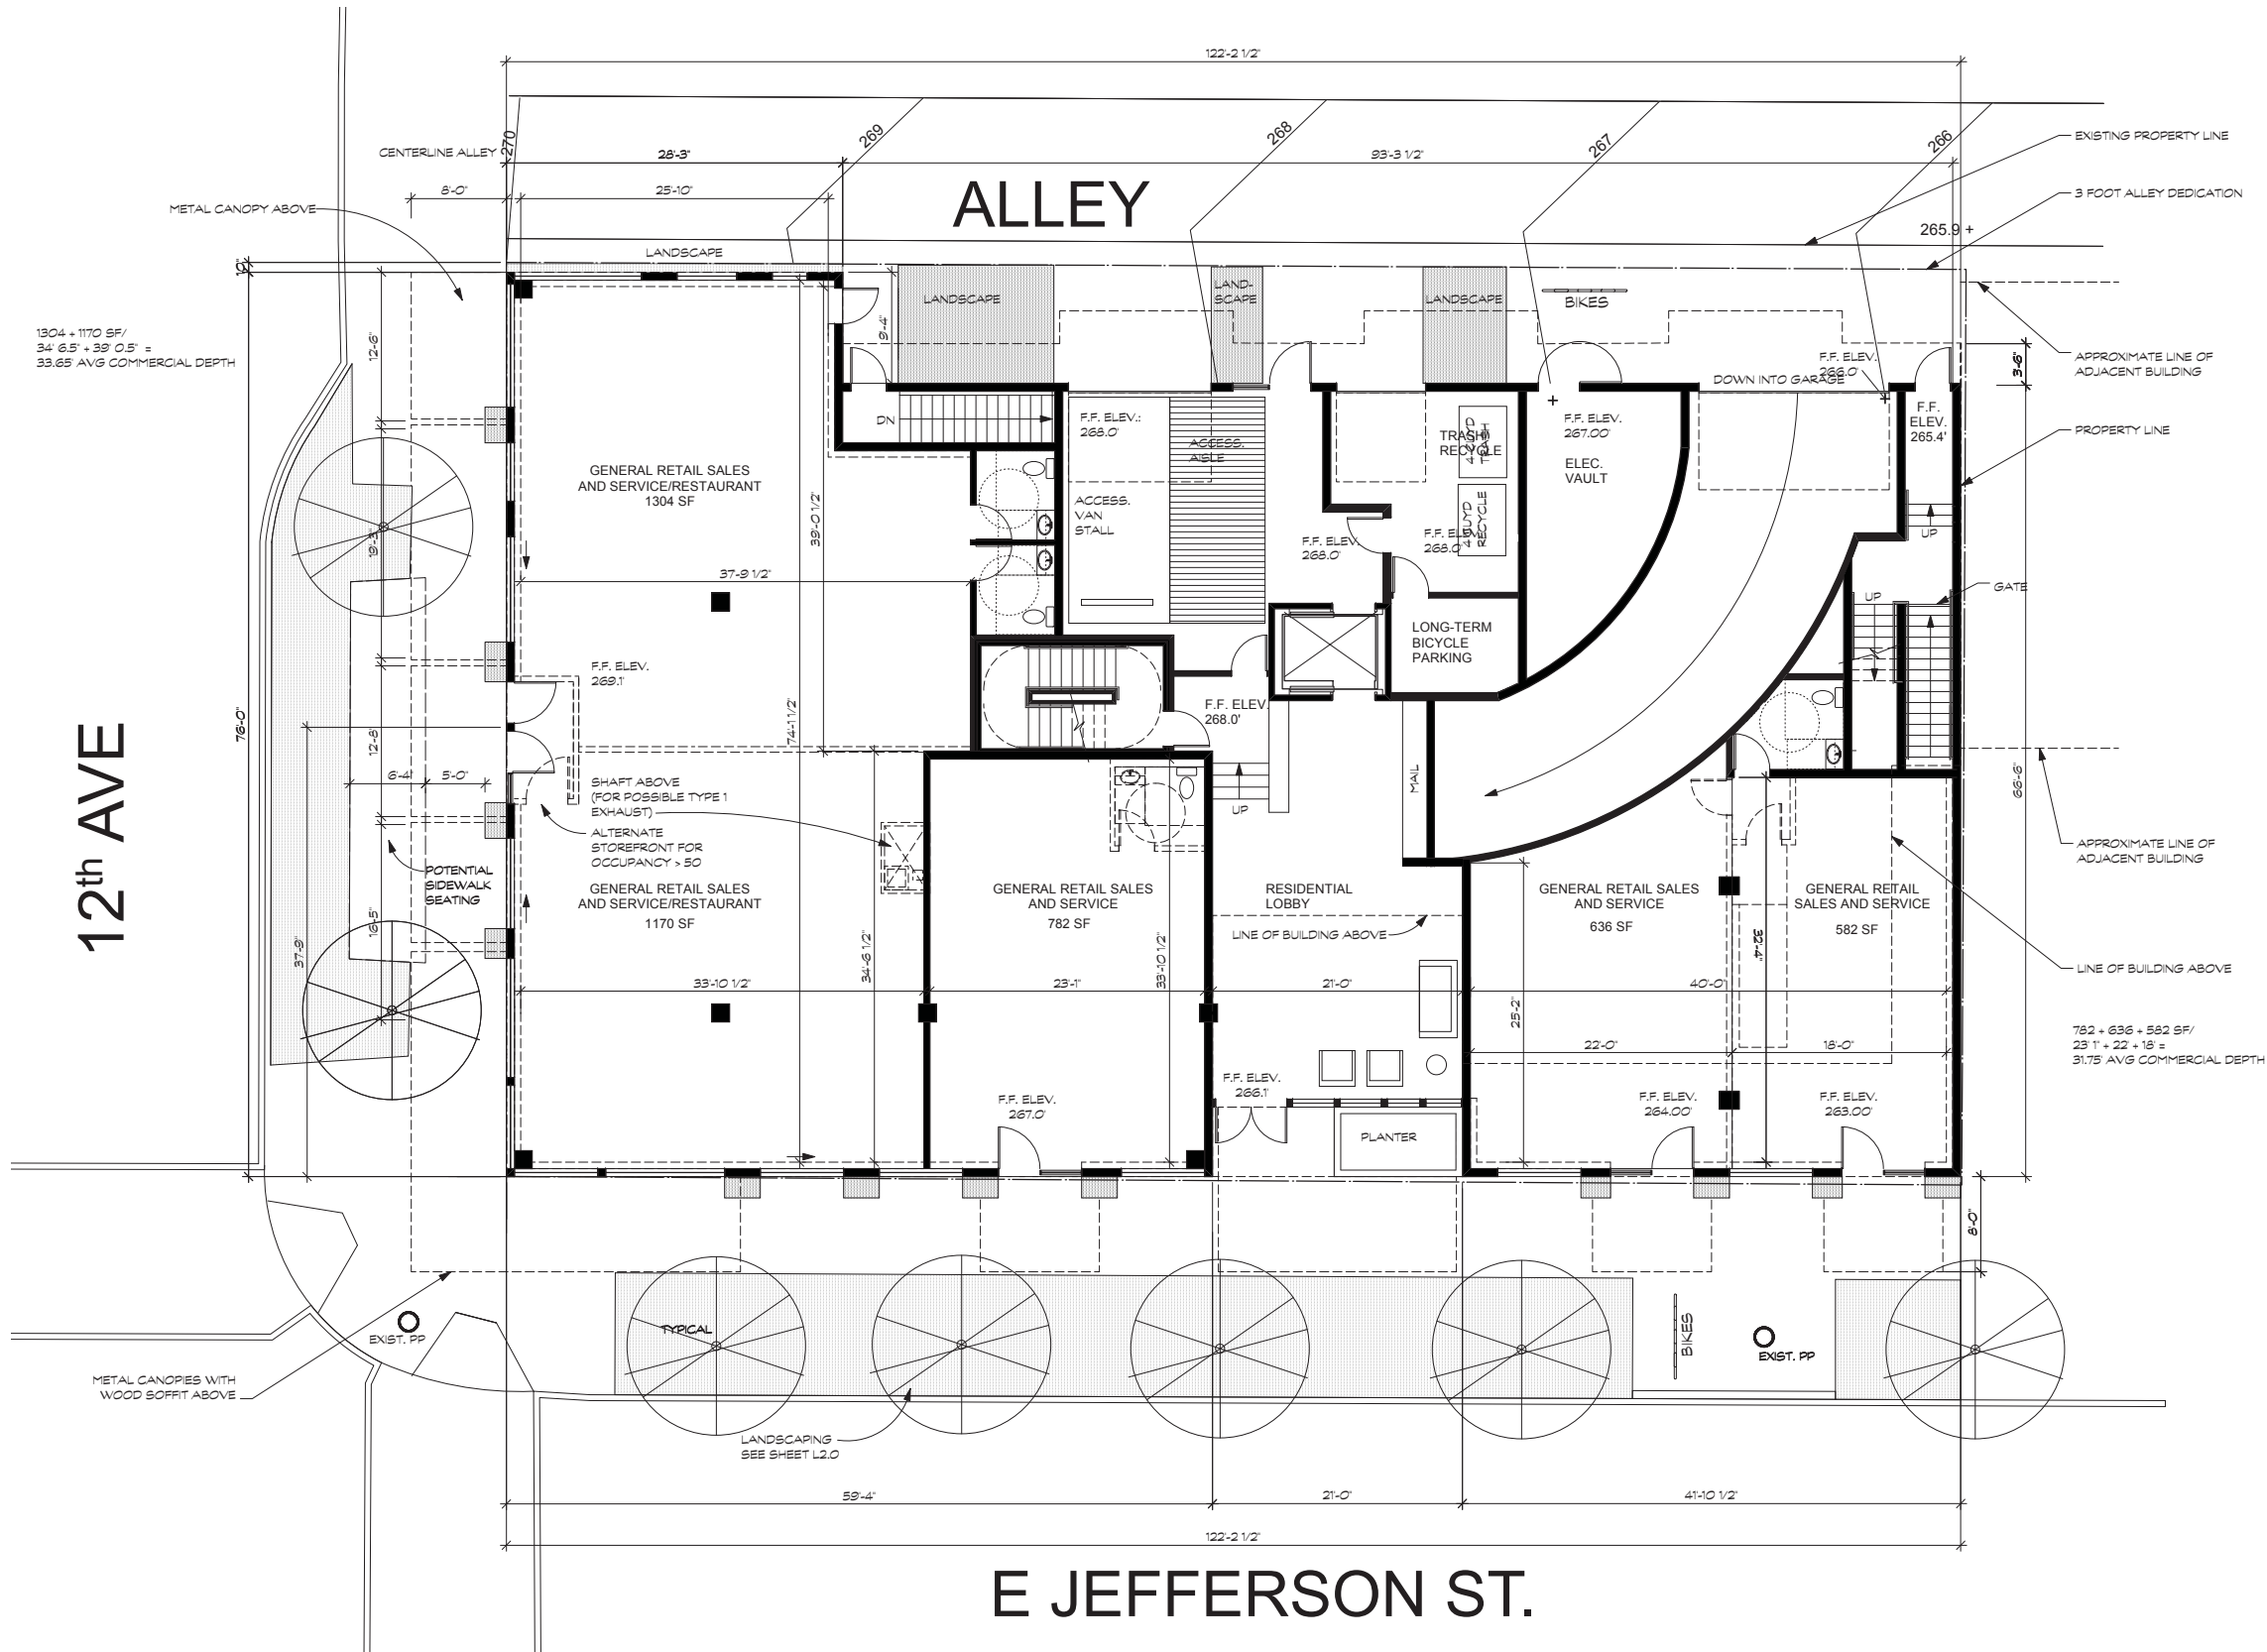 122'-2 1/2"
CENTERLINE ALLEY
270
269
268
267
266
EXISTING PROPERTY LINE
28'-3"
93'-3 1/2"
8'-0"
25'-10"
ALLEY
METAL CANOPY ABOVE
3 FOOT ALLEY DEDICATION
265.9 +
LANDSCAPE
LANDSCAPE
LAND-
SCAPE
LANDSCAPE
BIKES
1304 + 1170 SF/
34' 6.5" + 39' 0.5" =
33.65' AVG COMMERCIAL DEPTH
12'-6"
9'-4"
3'-6"
APPROXIMATE LINE OF
ADJACENT BUILDING
F.F. ELEV.
266.0'
DOWN INTO GARAGE
DN
F.F. ELEV.:
268.0'
ACCESS.
AISLE
TRASH/
RECYCLE
4-CUYD
TRASH
F.F. ELEV.
267.00'
ELEC.
VAULT
F.F.
ELEV.
265.4'
PROPERTY LINE
GENERAL RETAIL SALES
AND SERVICE/RESTAURANT
1304 SF
39'-0 1/2"
ACCESS.
VAN
STALL
F.F. ELEV.
268.0'
F.F. ELEV.
268.0'
4-CUYD
RECYCLE
UP
19'-3"
37'-9 1/2"
UP
GATE
LONG-TERM
BICYCLE
PARKING
F.F. ELEV.
269.1'
F.F. ELEV.
268.0'
12th AVE
76'-0"
12'-8"
74'-1 1/2"
6'-4"
5'-0"
SHAFT ABOVE
(FOR POSSIBLE TYPE 1
EXHAUST)
ALTERNATE
STOREFRONT FOR
OCCUPANCY > 50
UP
MAIL
66'-6"
APPROXIMATE LINE OF
ADJACENT BUILDING
POTENTIAL
SIDEWALK
SEATING
GENERAL RETAIL SALES
AND SERVICE/RESTAURANT
1170 SF
GENERAL RETAIL SALES
AND SERVICE
782 SF
RESIDENTIAL
LOBBY
GENERAL RETAIL SALES
AND SERVICE
636 SF
GENERAL RETAIL
SALES AND SERVICE
582 SF
16'-5"
37'-9"
34'-6 1/2"
33'-10 1/2"
LINE OF BUILDING ABOVE
32'-4"
LINE OF BUILDING ABOVE
33'-10 1/2"
23'-1"
21'-0"
40'-0"
25'-2"
22'-0"
18'-0"
782 + 636 + 582 SF/
23' 1" + 22' + 18' =
31.75' AVG COMMERCIAL DEPTH
F.F. ELEV.
267.0'
F.F. ELEV.
266.1'
F.F. ELEV.
264.00'
F.F. ELEV.
263.00'
PLANTER
8'-0"
EXIST. PP
TYPICAL
BIKES
EXIST. PP
METAL CANOPIES WITH
WOOD SOFFIT ABOVE
LANDSCAPING
SEE SHEET L2.0
59'-4"
21'-0"
41'-10 1/2"
122'-2 1/2"
E JEFFERSON ST.